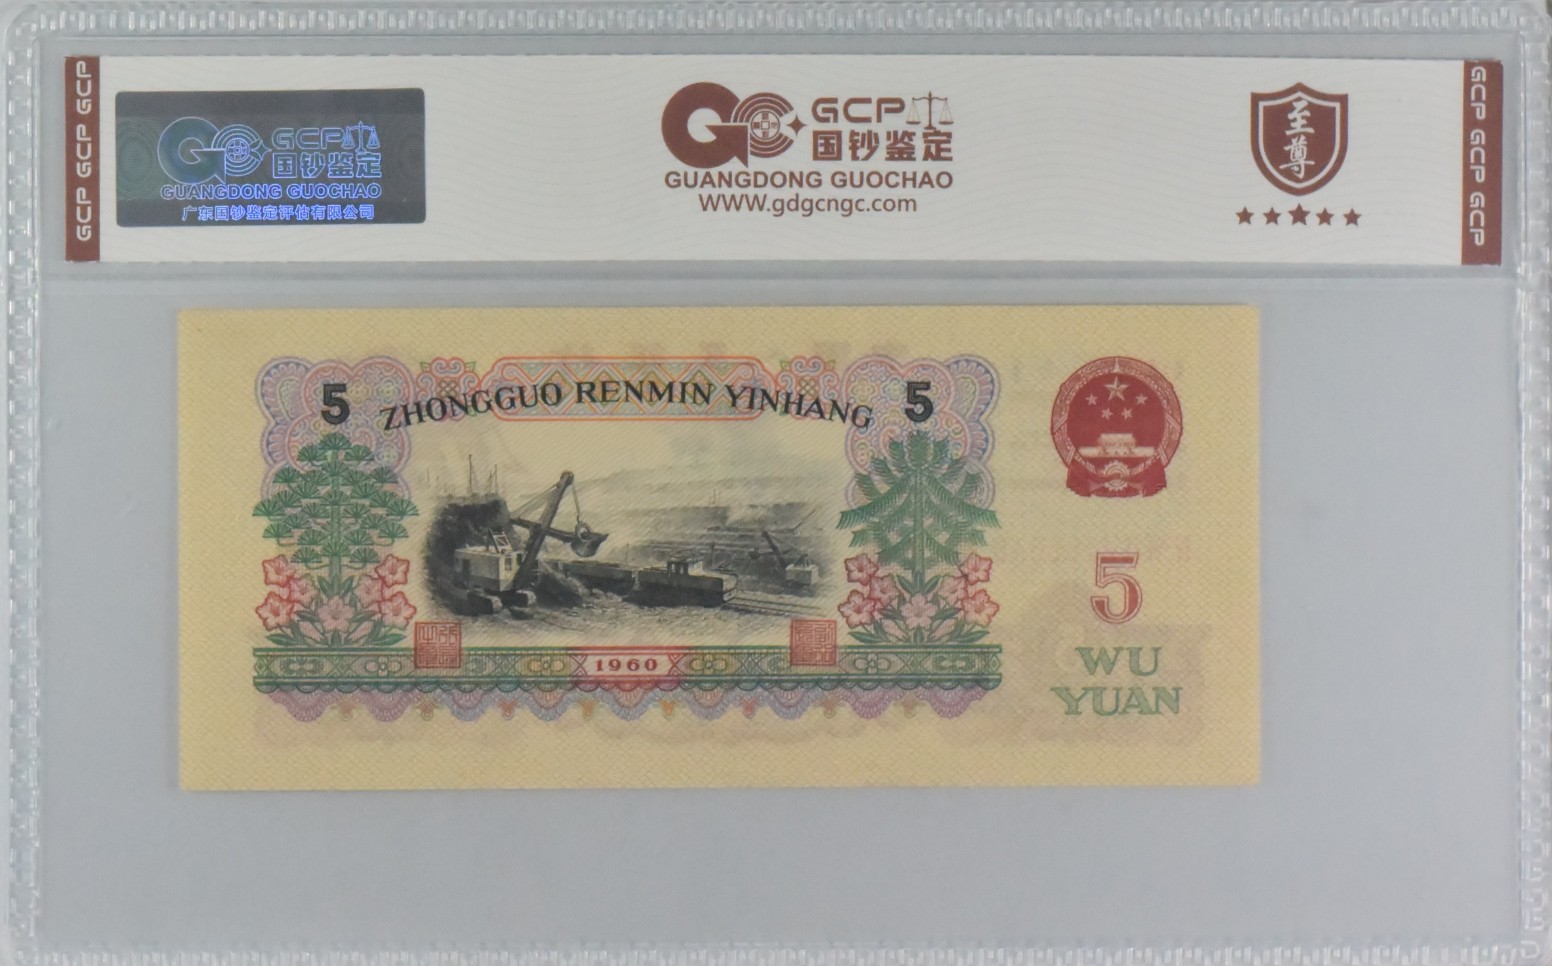 GCP GCP GCP
GCP
国钞鉴定
GUANGDONG GUOCHAO
广东国钞鉴定评估有限公司
GCP
国钞鉴定
GUANGDONG GUOCHAO
WWW.gdgcngc.com
至尊
GCP GCP GCP
5
ZHONGGUO RENMIN YINHANG
5
5
1960
WU
YUAN